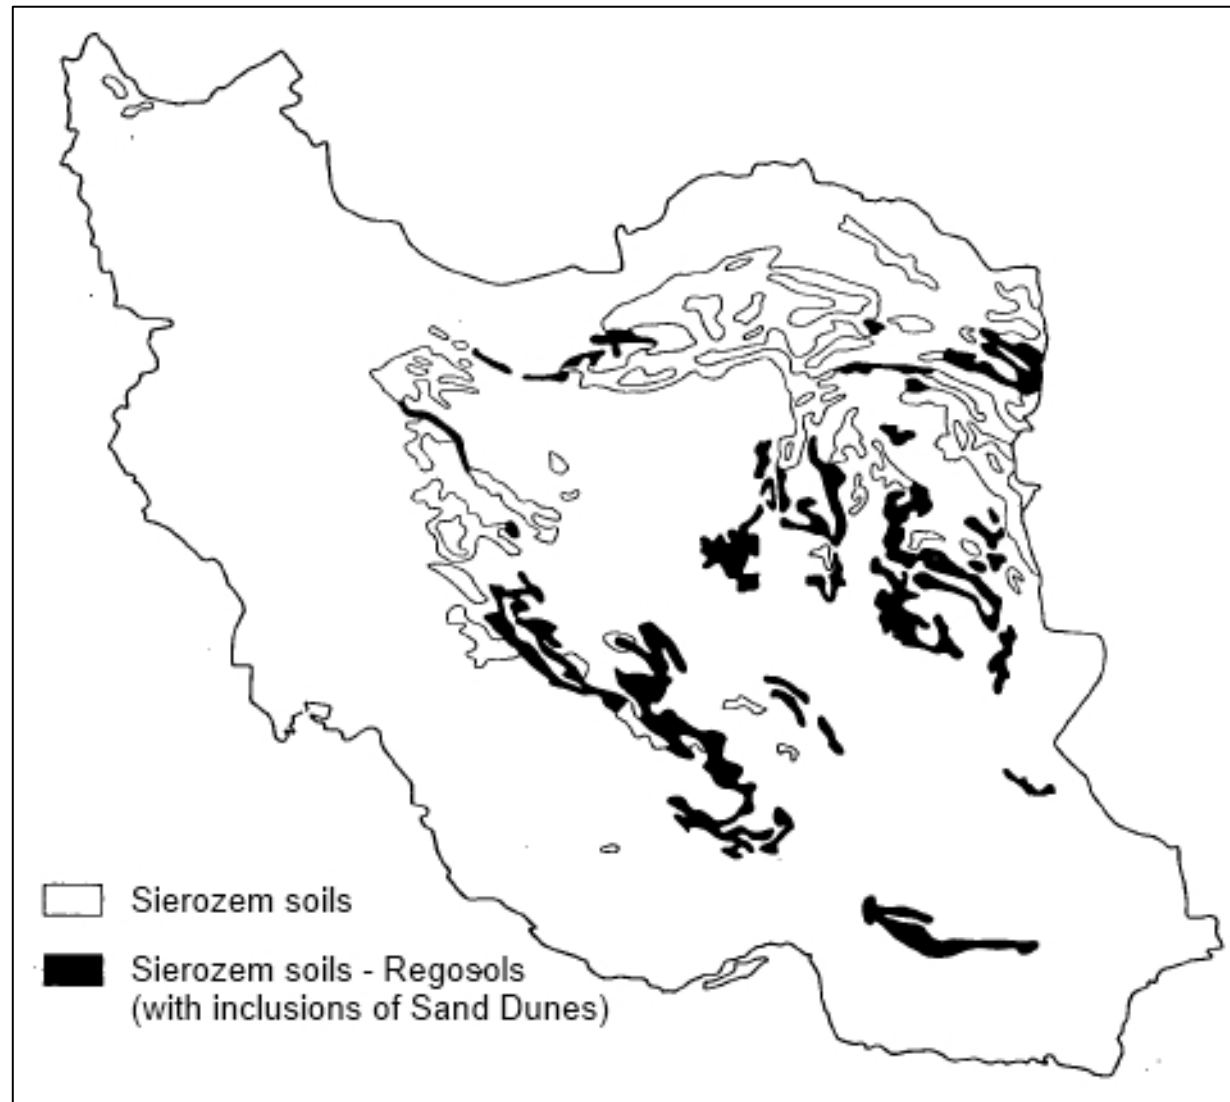 Sierozem soils
Sierozem soils - Regosols
(with inclusions of Sand Dunes)